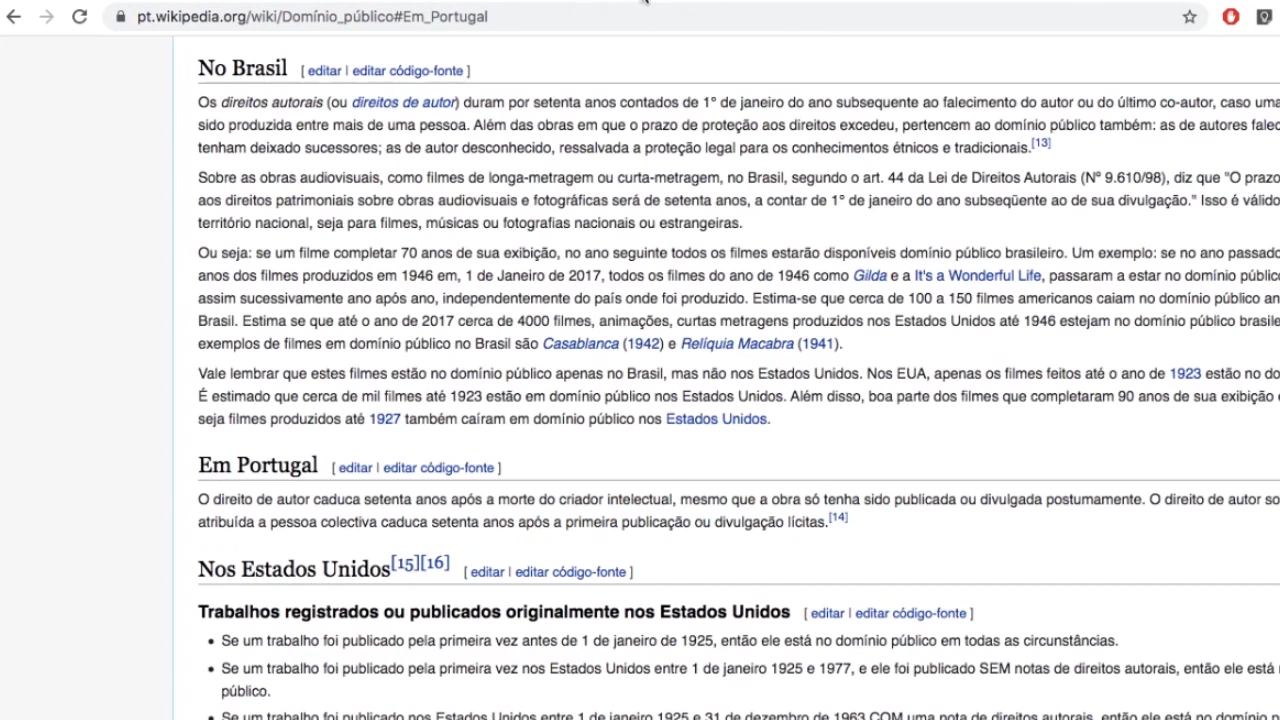 pt.wikipedia.org/wiki/Domínio_público#Em_Portugal
No Brasil [ editar | editar código-fonte ]
Os direitos autorais (ou direitos de autor) duram por setenta anos contados de 1° de janeiro do ano subsequente ao falecimento do autor ou do último co-autor, caso uma
sido produzida entre mais de uma pessoa. Além das obras em que o prazo de proteção aos direitos excedeu, pertencem ao domínio público também: as de autores falec
tenham deixado sucessores; as de autor desconhecido, ressalvada a proteção legal para os conhecimentos étnicos e tradicionais.[13]
Sobre as obras audiovisuais, como filmes de longa-metragem ou curta-metragem, no Brasil, segundo o art. 44 da Lei de Direitos Autorais (Nº 9.610/98), diz que "O prazo
aos direitos patrimoniais sobre obras audiovisuais e fotográficas será de setenta anos, a contar de 1° de janeiro do ano subseqüente ao de sua divulgação." Isso é válido
território nacional, seja para filmes, músicas ou fotografias nacionais ou estrangeiras.
Ou seja: se um filme completar 70 anos de sua exibição, no ano seguinte todos os filmes estarão disponíveis domínio público brasileiro. Um exemplo: se no ano passado
anos dos filmes produzidos em 1946 em, 1 de Janeiro de 2017, todos os filmes do ano de 1946 como Gilda e a It's a Wonderful Life, passaram a estar no domínio público
assim sucessivamente ano após ano, independentemente do país onde foi produzido. Estima-se que cerca de 100 a 150 filmes americanos caiam no domínio público an
Brasil. Estima se que até o ano de 2017 cerca de 4000 filmes, animações, curtas metragens produzidos nos Estados Unidos até 1946 estejam no domínio público brasile
exemplos de filmes em domínio público no Brasil são Casablanca (1942) e Relíquia Macabra (1941).
Vale lembrar que estes filmes estão no domínio público apenas no Brasil, mas não nos Estados Unidos. Nos EUA, apenas os filmes feitos até o ano de 1923 estão no do
É estimado que cerca de mil filmes até 1923 estão em domínio público nos Estados Unidos. Além disso, boa parte dos filmes que completaram 90 anos de sua exibição
seja filmes produzidos até 1927 também caíram em domínio público nos Estados Unidos.
Em Portugal [ editar | editar código-fonte ]
O direito de autor caduca setenta anos após a morte do criador intelectual, mesmo que a obra só tenha sido publicada ou divulgada postumamente. O direito de autor so
atribuída a pessoa colectiva caduca setenta anos após a primeira publicação ou divulgação lícitas.[14]
Nos Estados Unidos[15][16] [ editar | editar código-fonte ]
Trabalhos registrados ou publicados originalmente nos Estados Unidos [ editar | editar código-fonte ]
• Se um trabalho foi publicado pela primeira vez antes de 1 de janeiro de 1925, então ele está no domínio público em todas as circunstâncias.
• Se um trabalho foi publicado pela primeira vez nos Estados Unidos entre 1 de janeiro 1925 e 1977, e ele foi publicado SEM notas de direitos autorais, então ele está
público.
• Se um trabalho foi publicado nos Estados Unidos entre 1 de janeiro 1925 e 31 de dezembro de 1963 COM uma nota de direitos autorais, então ele está no domínio